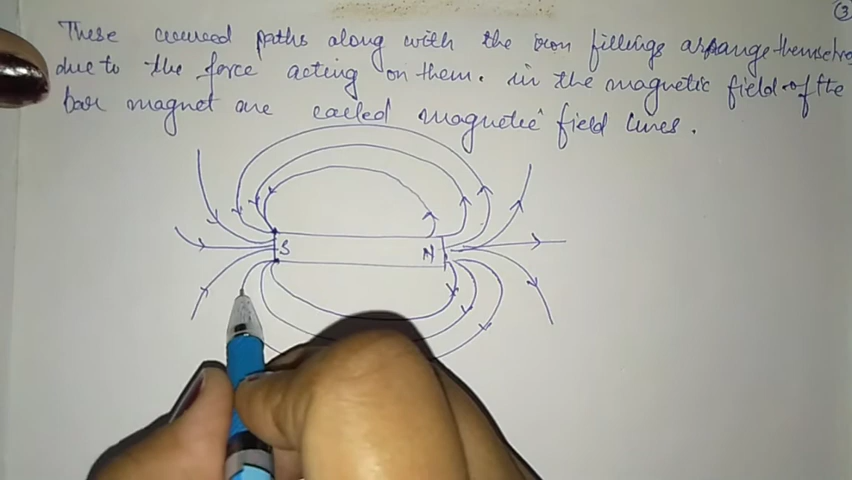 ③
These curved paths along with the iron fillings arrange themselves
due to the force acting on them. in the magnetic field of the
bar magnet are called magnetic field lines.
S N